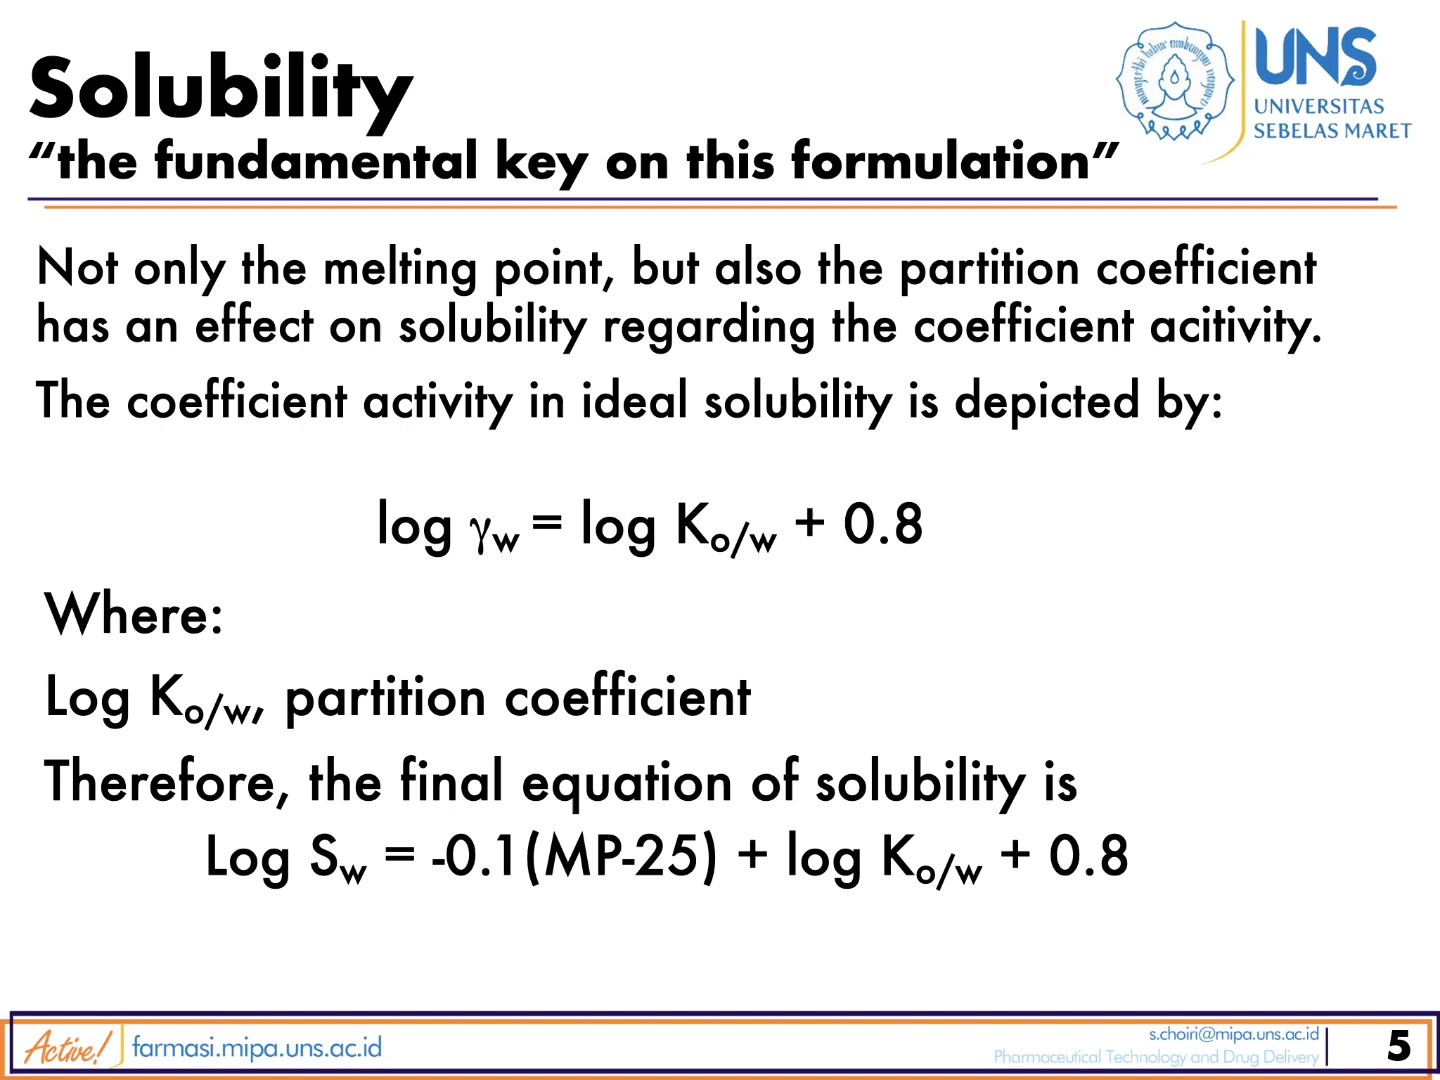 Solubility
“the fundamental key on this formulation”
UNS
UNIVERSITAS
SEBELAS MARET
Not only the melting point, but also the partition coefficient
has an effect on solubility regarding the coefficient acitivity.
The coefficient activity in ideal solubility is depicted by:
log γw = log Ko/w + 0.8
Where:
Log Ko/w, partition coefficient
Therefore, the final equation of solubility is
Log Sw = -0.1(MP-25) + log Ko/w + 0.8
Active!
farmasi.mipa.uns.ac.id
s.choiri@mipa.uns.ac.id
Pharmaceutical Technology and Drug Delivery
5